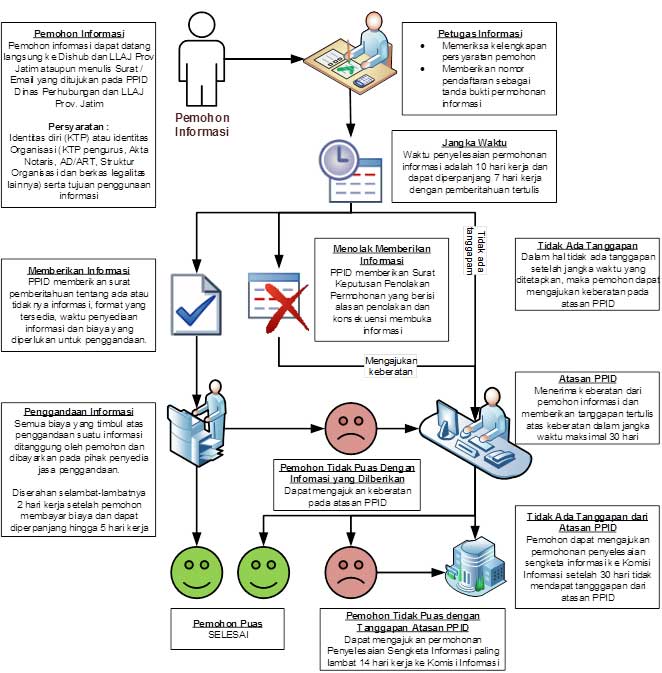 Pemohon Informasi
Pemohon informasi dapat datang
langsung ke Dishub dan LLAJ Prov
Jatim ataupun menulis Surat /
Email yang ditujukan pada PPID
Dinas Perhubungan dan LLAJ
Prov. Jatim
Persyaratan :
Identitas diri (KTP) atau identitas
Organisasi (KTP pengurus, Akta
Notaris, AD/ART, Struktur
Organisasi dan berkas legalitas
lainnya) serta tujuan penggunaan
informasi
Pemohon
Informasi
Petugas Informasi
• Memeriksa kelengkapan
persyaratan pemohon
• Memberikan nomor
pendaftaran sebagai
tanda bukti permohonan
informasi
Jangka Waktu
Waktu penyelesaian permohonan
informasi adalah 10 hari kerja dan
dapat diperpanjang 7 hari kerja
dengan pemberitahuan tertulis
Tidak ada
tanggapam
Memberikan Informasi
PPID memberikan surat
pemberitahuan tentang ada atau
tidaknya informasi, format yang
tersedia, waktu penyediaan
informasi dan biaya yang
diperlukan untuk penggandaan.
Menolak Memberikan
Informasi
PPID memberikan Surat
Keputusan Penolakan
Permohonan yang berisi
alasan penolakan dan
konsekuensi membuka
informasi
Tidak Ada Tanggapan
Dalam hal tidak ada tanggapan
setelah jangka waktu yang
ditetapkan, maka pemohon dapat
mengajukan keberatan pada
atasan PPID
Mengajukan
keberatan
Penggandaan Informasi
Semua biaya yang timbul atas
penggandaan suatu informasi
ditanggung oleh pemohon dan
dibayarkan pada pihak penyedia
jasa penggandaan.
Diserahan selambat-lambatnya
2 hari kerja setelah pemohon
membayar biaya dan dapat
diperpanjang hingga 5 hari kerja
Atasan PPID
Menerima keberatan dari
pemohon informasi dan
memberikan tanggapan tertulis
atas keberatan dalam jangka
waktu maksimal 30 hari
Pemohon Tidak Puas Dengan
Infomasi yang Dilberikan
Dapat mengajukan keberatan
pada atasan PPID
Tidak Ada Tanggapan dari
Atasan PPID
Pemohon dapat mengajukan
permohonan penyelesaian
sengketa informasi ke Komisi
Informasi setelah 30 hari tidak
mendapat tangggapan dari
atasan PPID
Pemohon Puas
SELESAI
Pemohon Tidak Puas dengan
Tanggapan Atasan PPID
Dapat mengajukan permohonan
Penyelesaian Sengketa Informasi paling
lambat 14 hari kerja ke Komisi Informasi